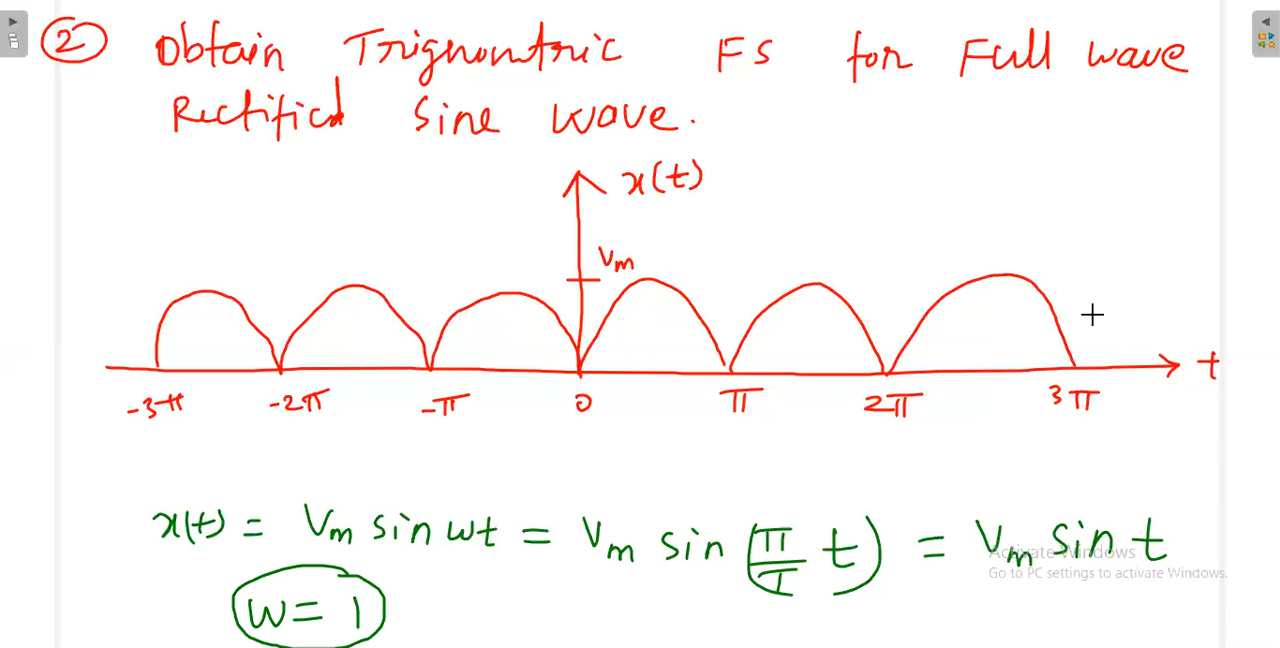 ② Obtain Trignomtric FS for Full wave
Rectified Sine wave.
x(t)
Vm
t
-3π -2π -π 0 π 2π 3π
x(t) = Vm sin wt = Vm sin (π/T t) = Vm sin t
Activate Windows
Go to PC settings to activate Windows.
w = 1